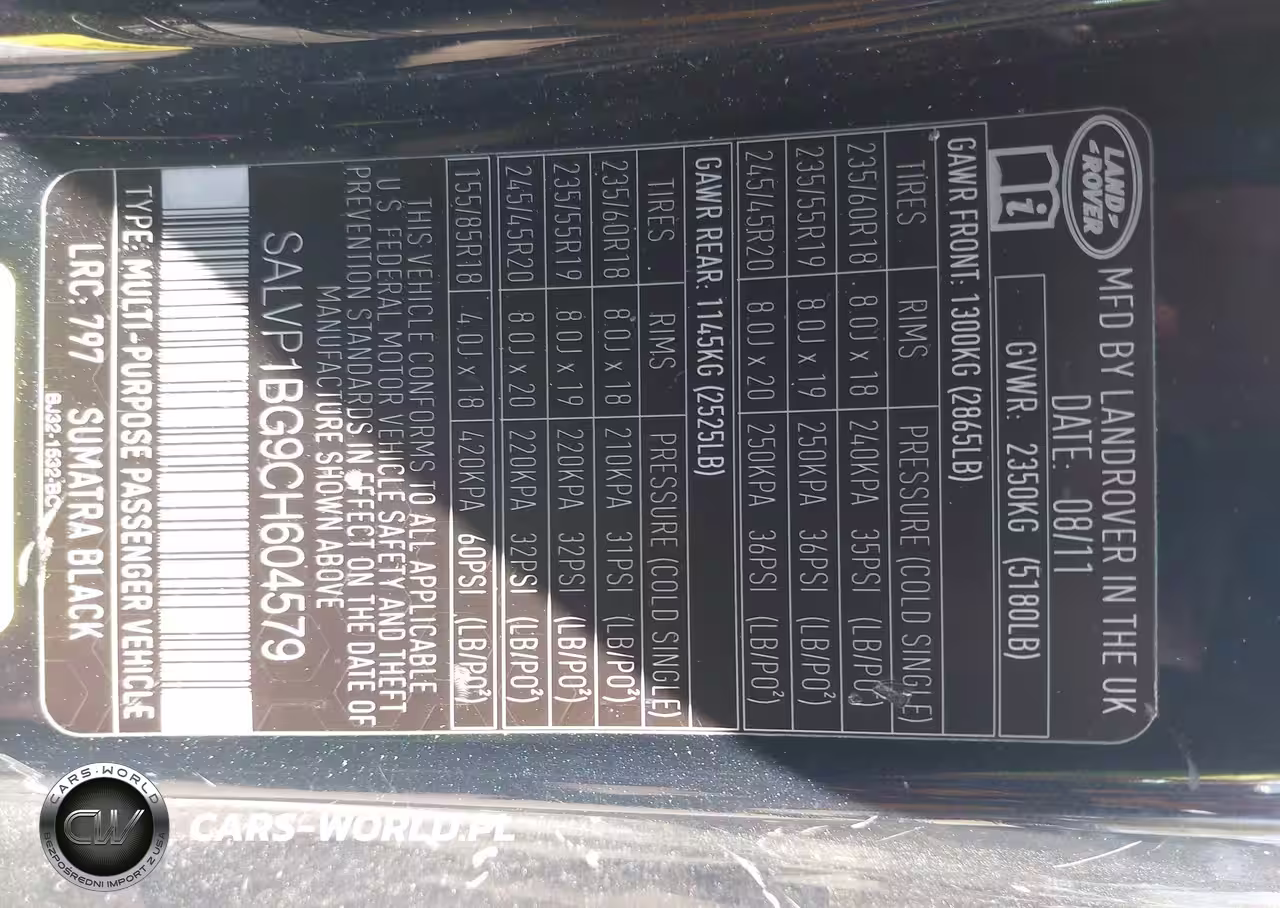 LAND-
-ROVER
MFD BY LANDROVER IN THE UK
DATE: 08/11
i
GVWR: 2350KG (5180LB)
GAWR FRONT: 1300KG (2865LB)
TIRES RIMS PRESSURE (COLD SINGLE)
235/60R18 8.0J x 18 240KPA 35PSI (LB/PO²)
235/55R19 8.0J x 19 250KPA 36PSI (LB/PO²)
245/45R20 8.0J x 20 250KPA 36PSI (LB/PO²)
GAWR REAR: 1145KG (2525LB)
TIRES RIMS PRESSURE (COLD SINGLE)
235/60R18 8.0J x 18 210KPA 31PSI (LB/PO²)
235/55R19 8.0J x 19 220KPA 32PSI (LB/PO²)
245/45R20 8.0J x 20 220KPA 32PSI (LB/PO²)
155/85R18 4.0J x 18 420KPA 60PSI (LB/PO²)
THIS VEHICLE CONFORMS TO ALL APPLICABLE
U S FEDERAL MOTOR VEHICLE SAFETY AND THEFT
PREVENTION STANDARDS IN EFFECT ON THE DATE OF
MANUFACTURE SHOWN ABOVE
SALVP1BG9CH604579
TYPE: MULTI-PURPOSE PASSENGER VEHICLE
LRC: 797 SUMATRA BLACK
BJ32-1532-BC
CARS-WORLD
CW
BEZPOŚREDNI IMPORT Z USA
CARS-WORLD.PL